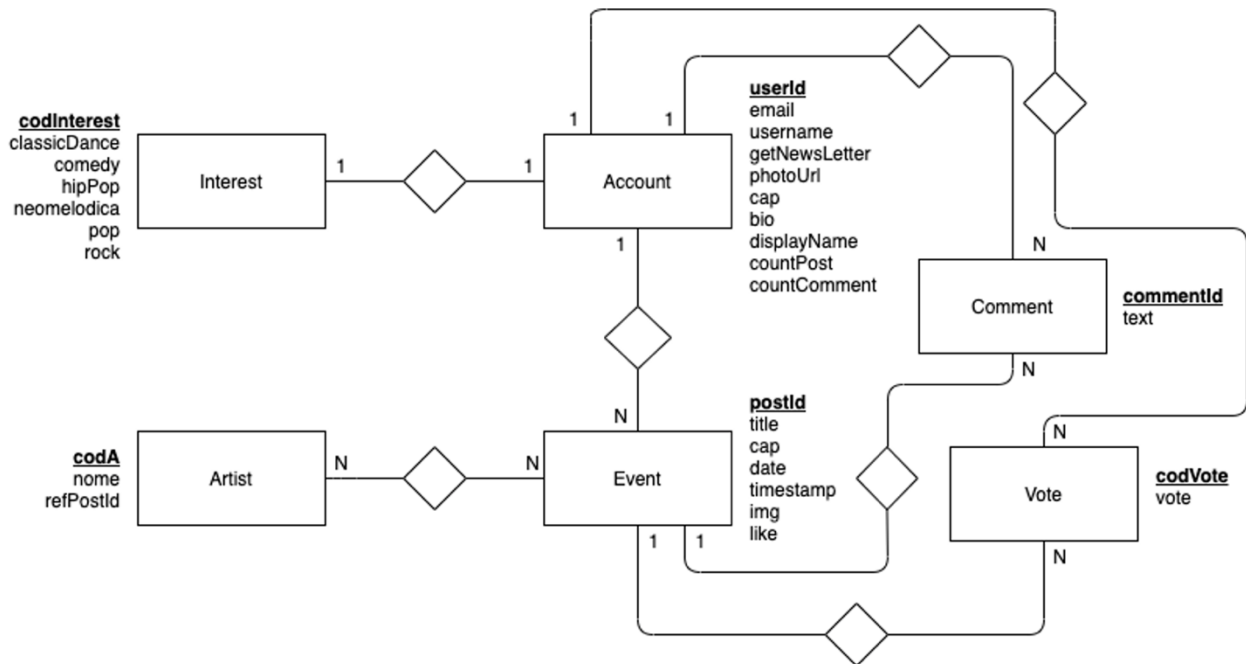 codInterest
classicDance
comedy
hipPop
neomelodica
pop
rock
Interest
1
1
Account
1
1
1
userId
email
username
getNewsLetter
photoUrl
cap
bio
displayName
countPost
countComment
N
Comment
N
commentId
text
codA
nome
refPostId
Artist
N
N
N
Event
1
1
postId
title
cap
date
timestamp
img
like
N
Vote
N
codVote
vote